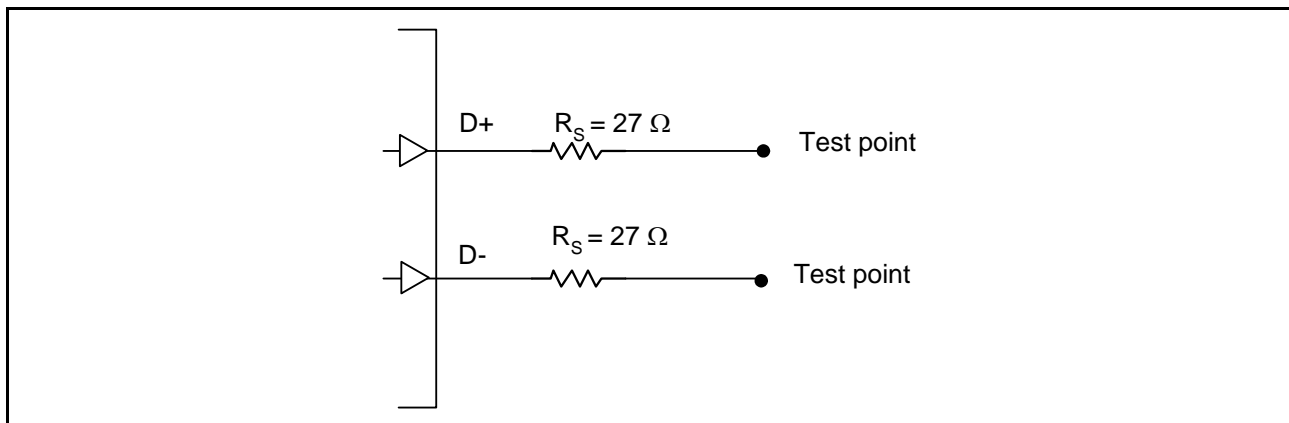 D+ R_S = 27 Ω Test point
D- R_S = 27 Ω Test point